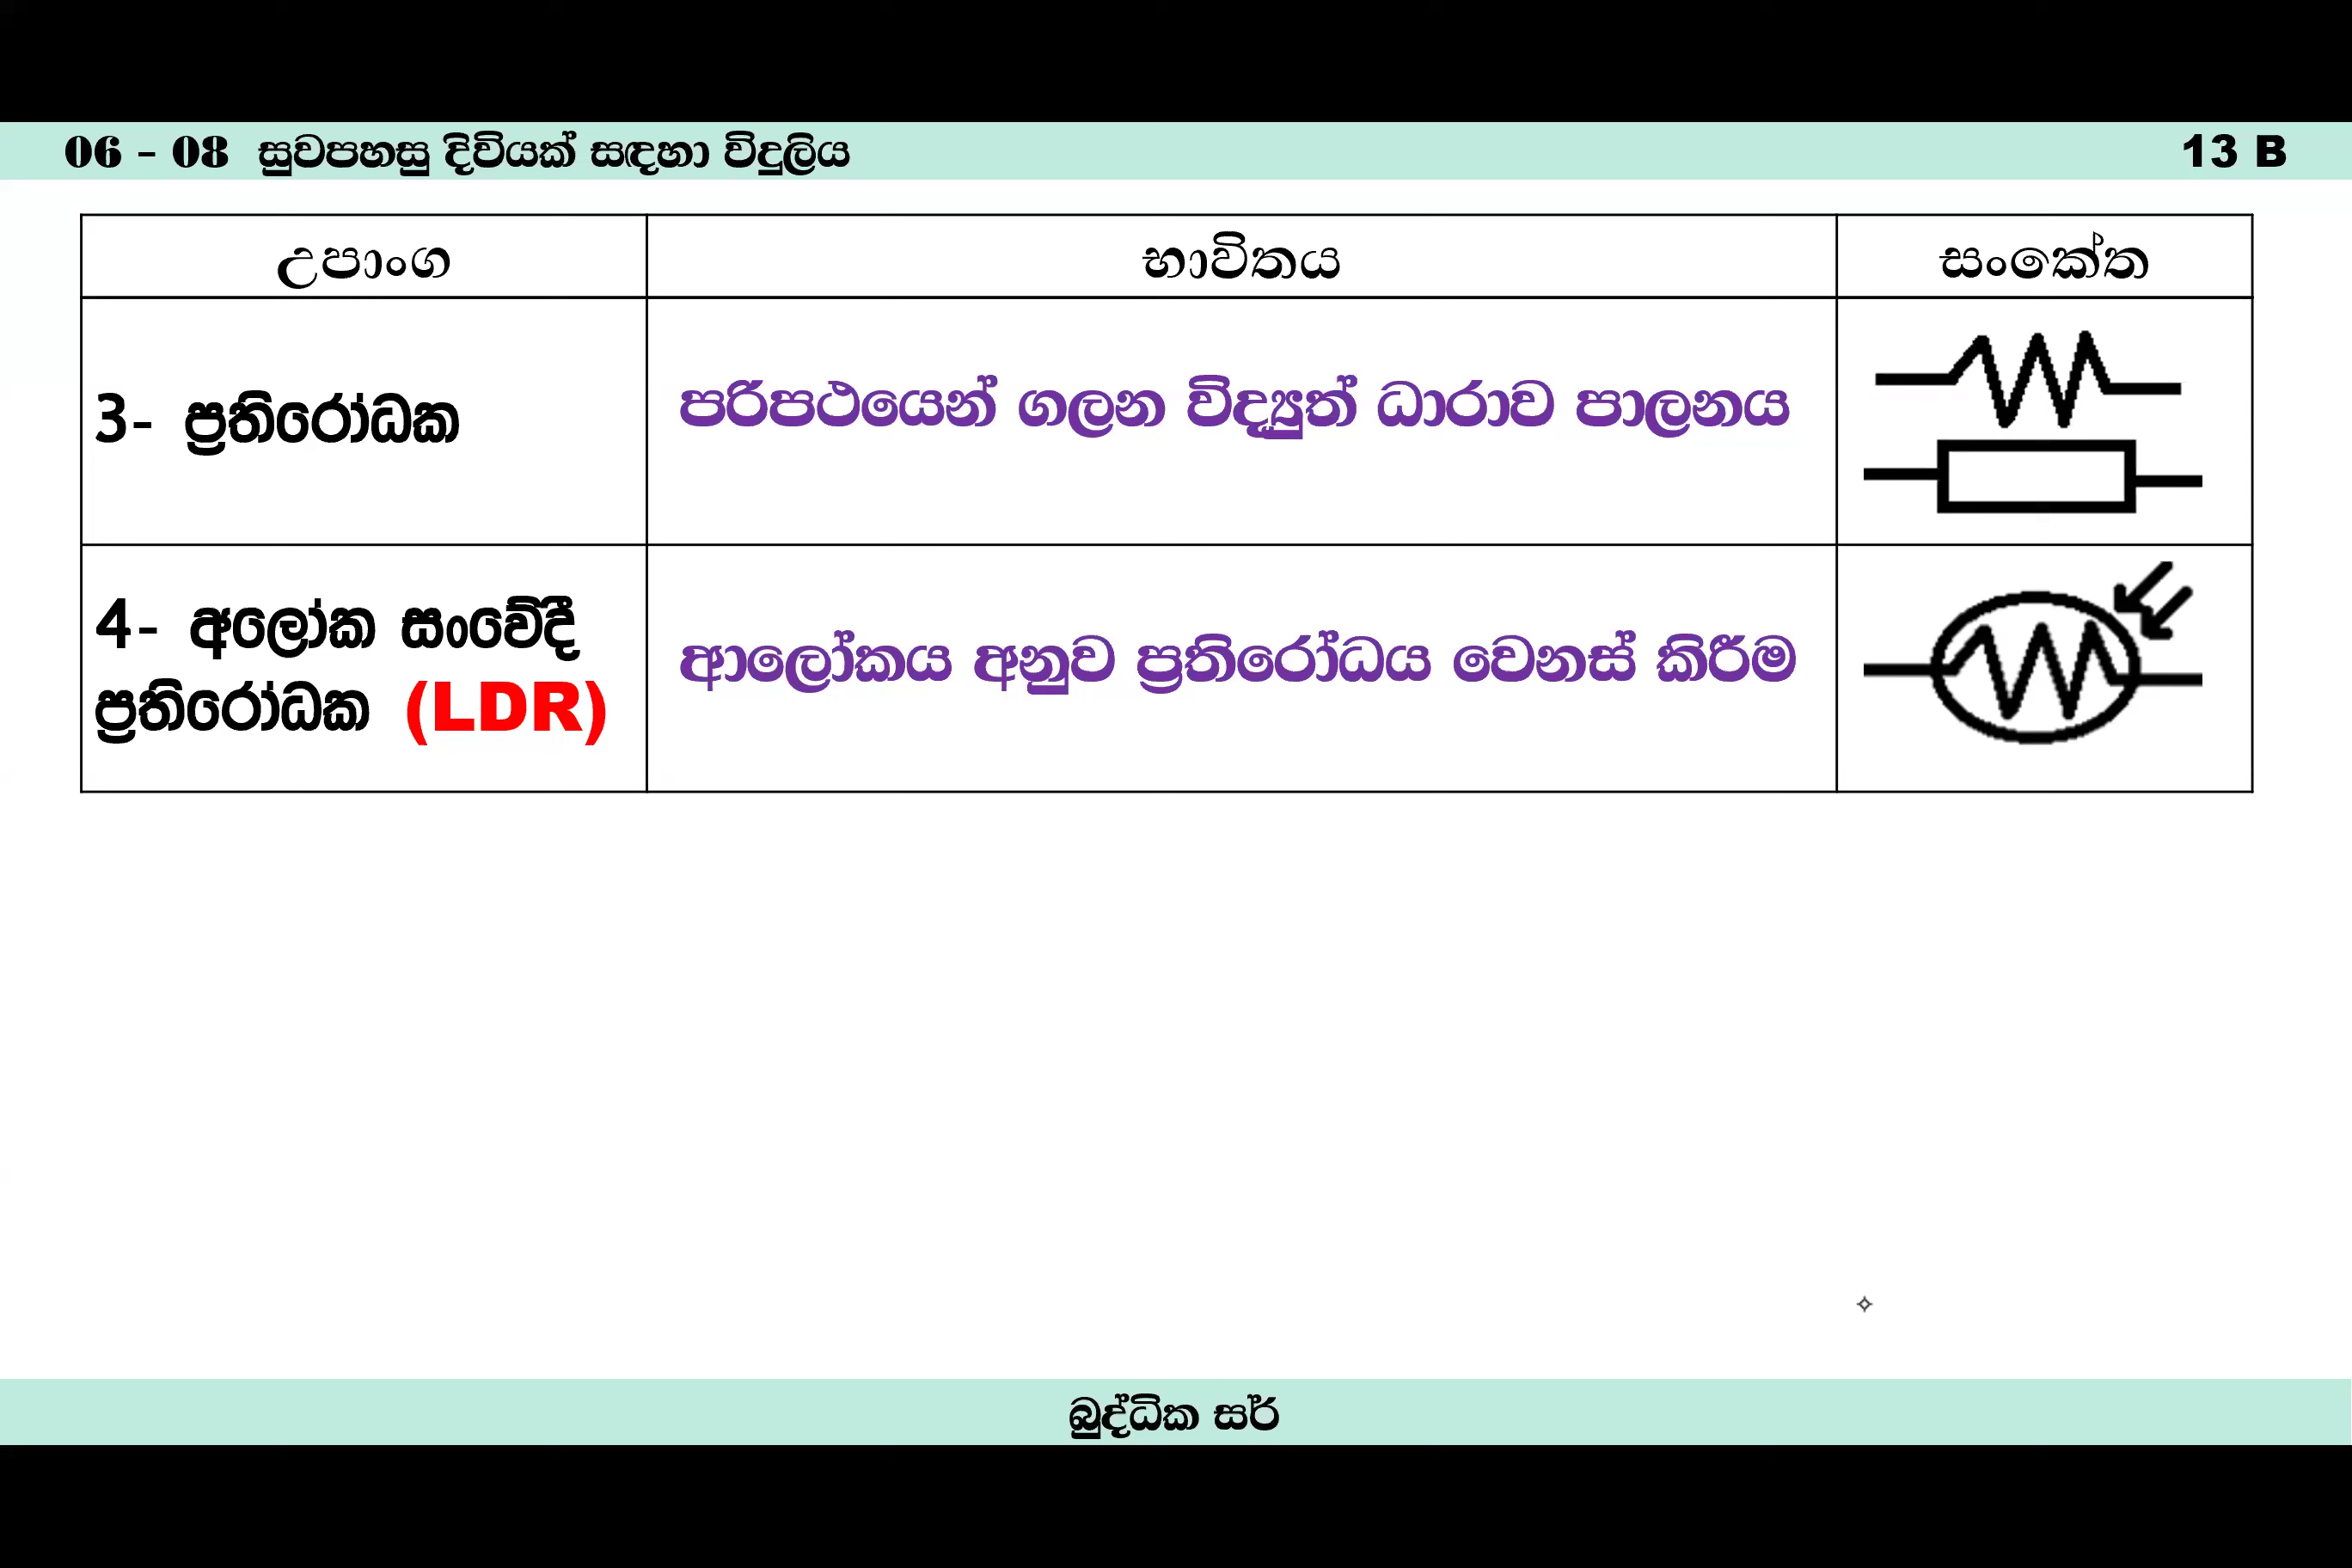 06 - 08 සුවපහසු දිවියක් සඳහා විදුලිය
13 B
උපාංග
භාවිතය
සංකේත
3- ප්‍රතිරෝධක
පරිපථයෙන් ගලන විද්‍යුත් ධාරාව පාලනය
4- අලෝක සංවේදී
ප්‍රතිරෝධක (LDR)
ආලෝකය අනුව ප්‍රතිරෝධය වෙනස් කිරීම
බුද්ධික සර්